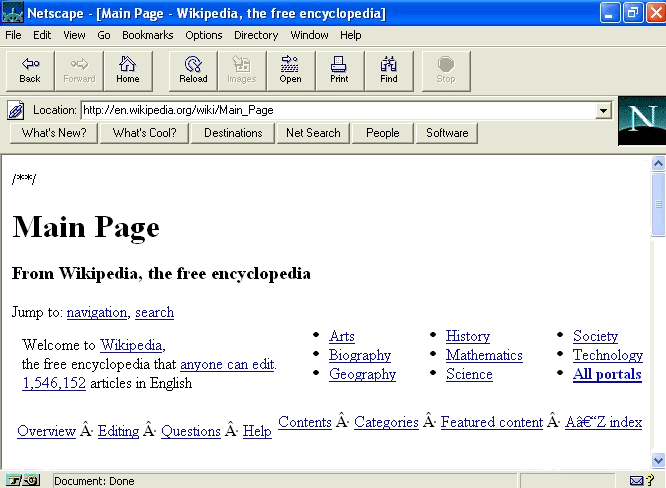 Netscape - [Main Page - Wikipedia, the free encyclopedia]
File Edit View Go Bookmarks Options Directory Window Help
Back Forward Home Reload Images Open Print Find Stop
Location: http://en.wikipedia.org/wiki/Main_Page
N
What's New? What's Cool? Destinations Net Search People Software
/**/
Main Page
From Wikipedia, the free encyclopedia
Jump to: navigation, search
Welcome to Wikipedia,
the free encyclopedia that anyone can edit.
1,546,152 articles in English
• Arts
• Biography
• Geography
• History
• Mathematics
• Science
• Society
• Technology
• All portals
Overview Â· Editing Â· Questions Â· Help
Contents Â· Categories Â· Featured content Â· Aâ€“Z index
Document: Done